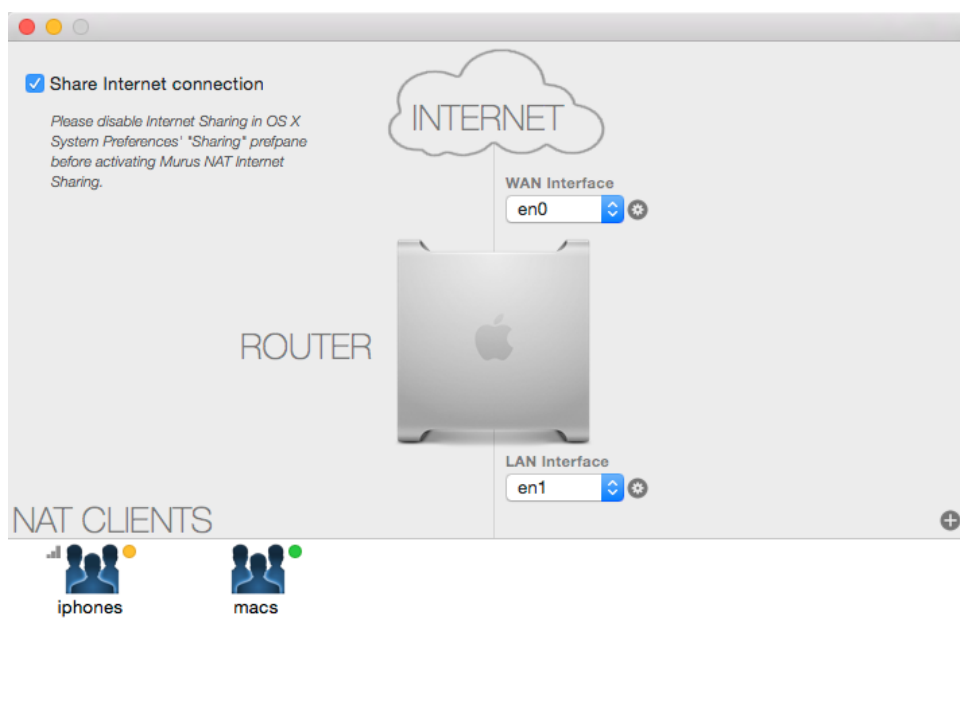 Share Internet connection
Please disable Internet Sharing in OS X
System Preferences' "Sharing" prefpane
before activating Murus NAT Internet
Sharing.
INTERNET
WAN Interface
en0
ROUTER
LAN Interface
en1
NAT CLIENTS
iphones
macs